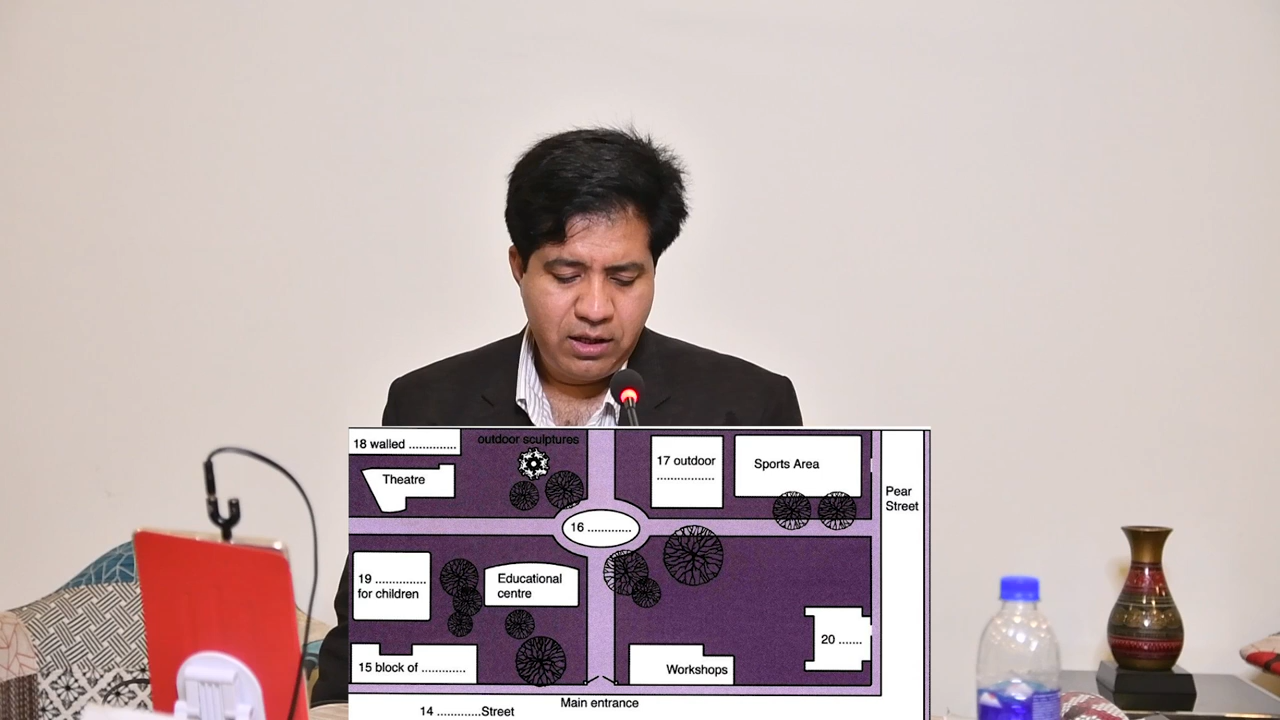 18 walled ..............
outdoor sculptures
17 outdoor
.................
Sports Area
Theatre
Pear
Street
16 .............
19 ...............
for children
Educational
centre
20 .......
15 block of .............
Workshops
Main entrance
14 .............Street